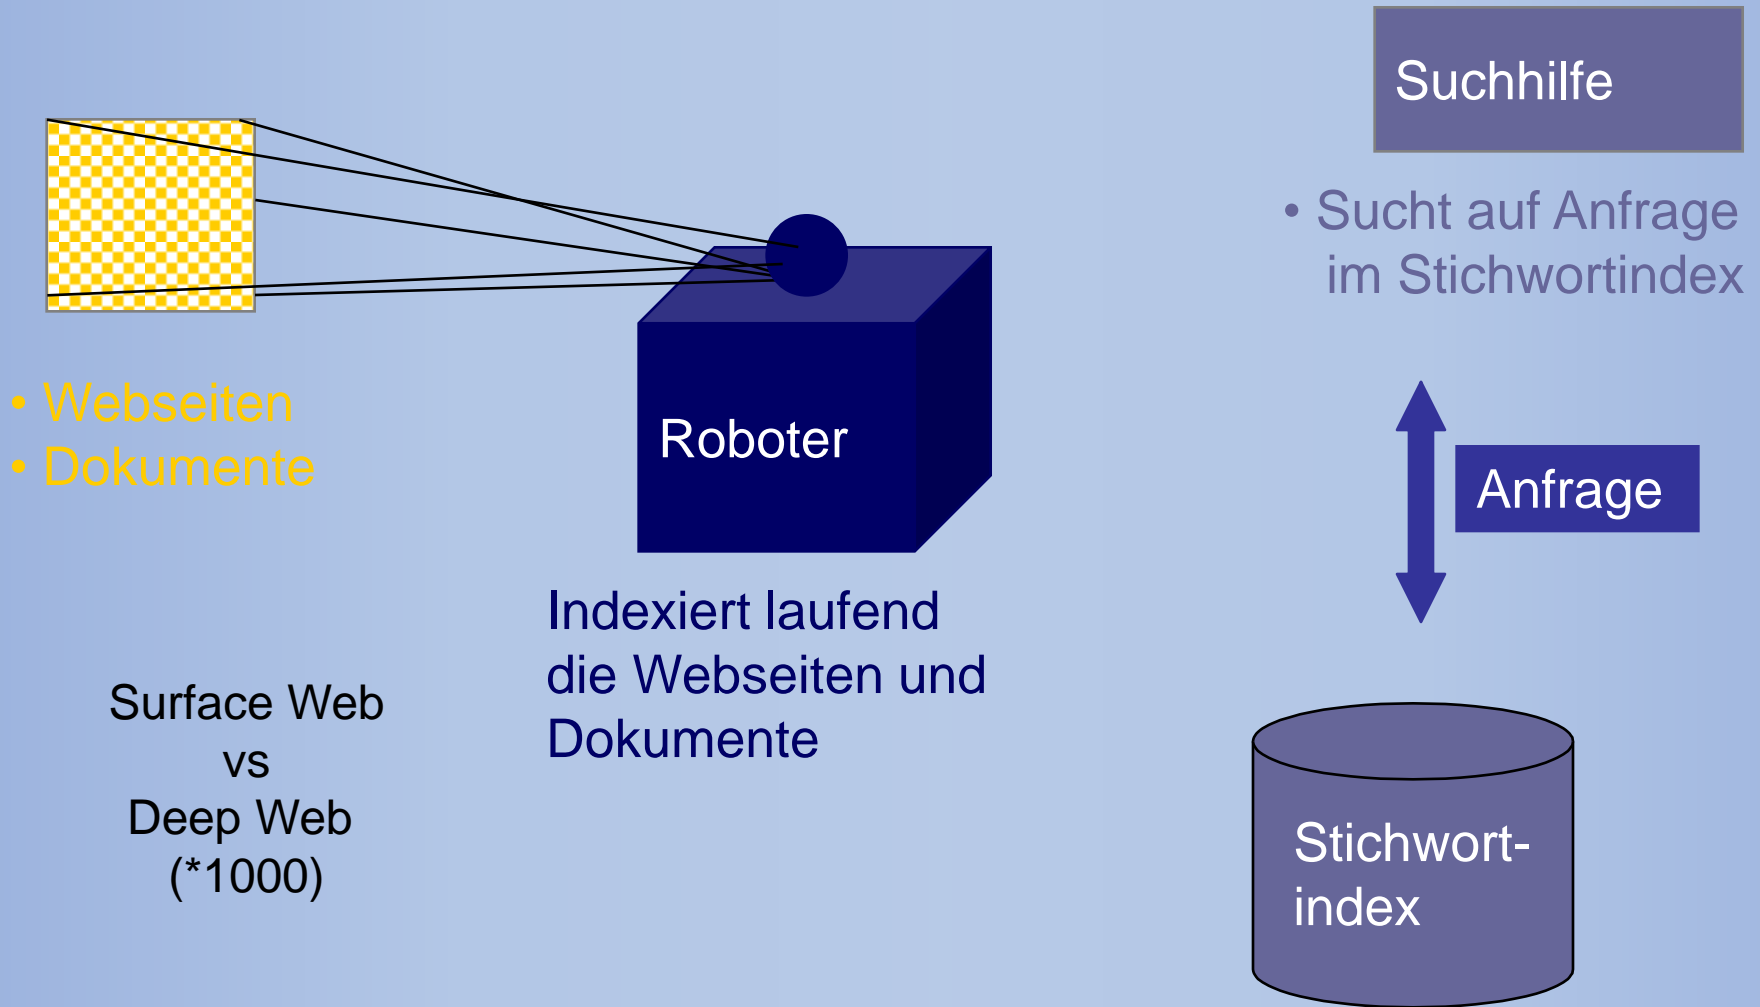 Suchhilfe
• Sucht auf Anfrage
im Stichwortindex
• Webseiten
• Dokumente
Roboter
Anfrage
Indexiert laufend
die Webseiten und
Dokumente
Surface Web
vs
Deep Web
(*1000)
Stichwort-
index